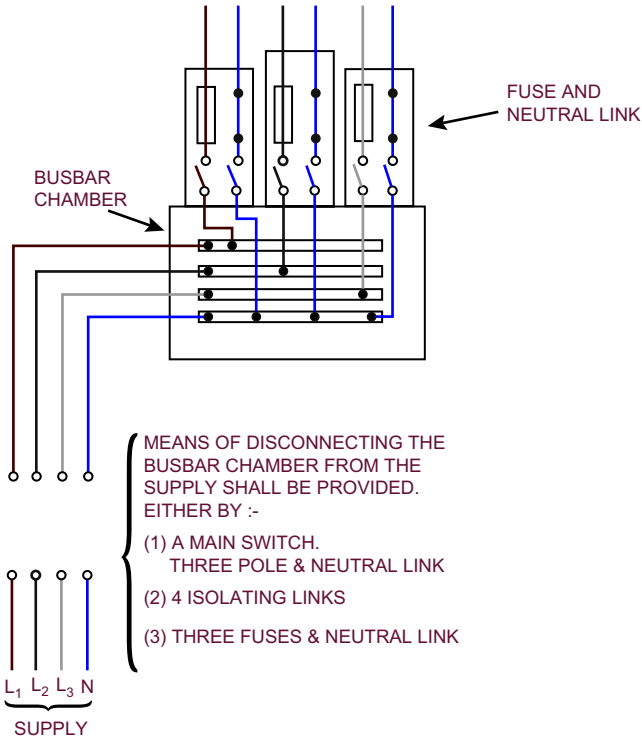 FUSE AND
NEUTRAL LINK
BUSBAR
CHAMBER
MEANS OF DISCONNECTING THE
BUSBAR CHAMBER FROM THE
SUPPLY SHALL BE PROVIDED.
EITHER BY :-
(1) A MAIN SWITCH.
THREE POLE & NEUTRAL LINK
(2) 4 ISOLATING LINKS
(3) THREE FUSES & NEUTRAL LINK
L1 L2 L3 N
SUPPLY